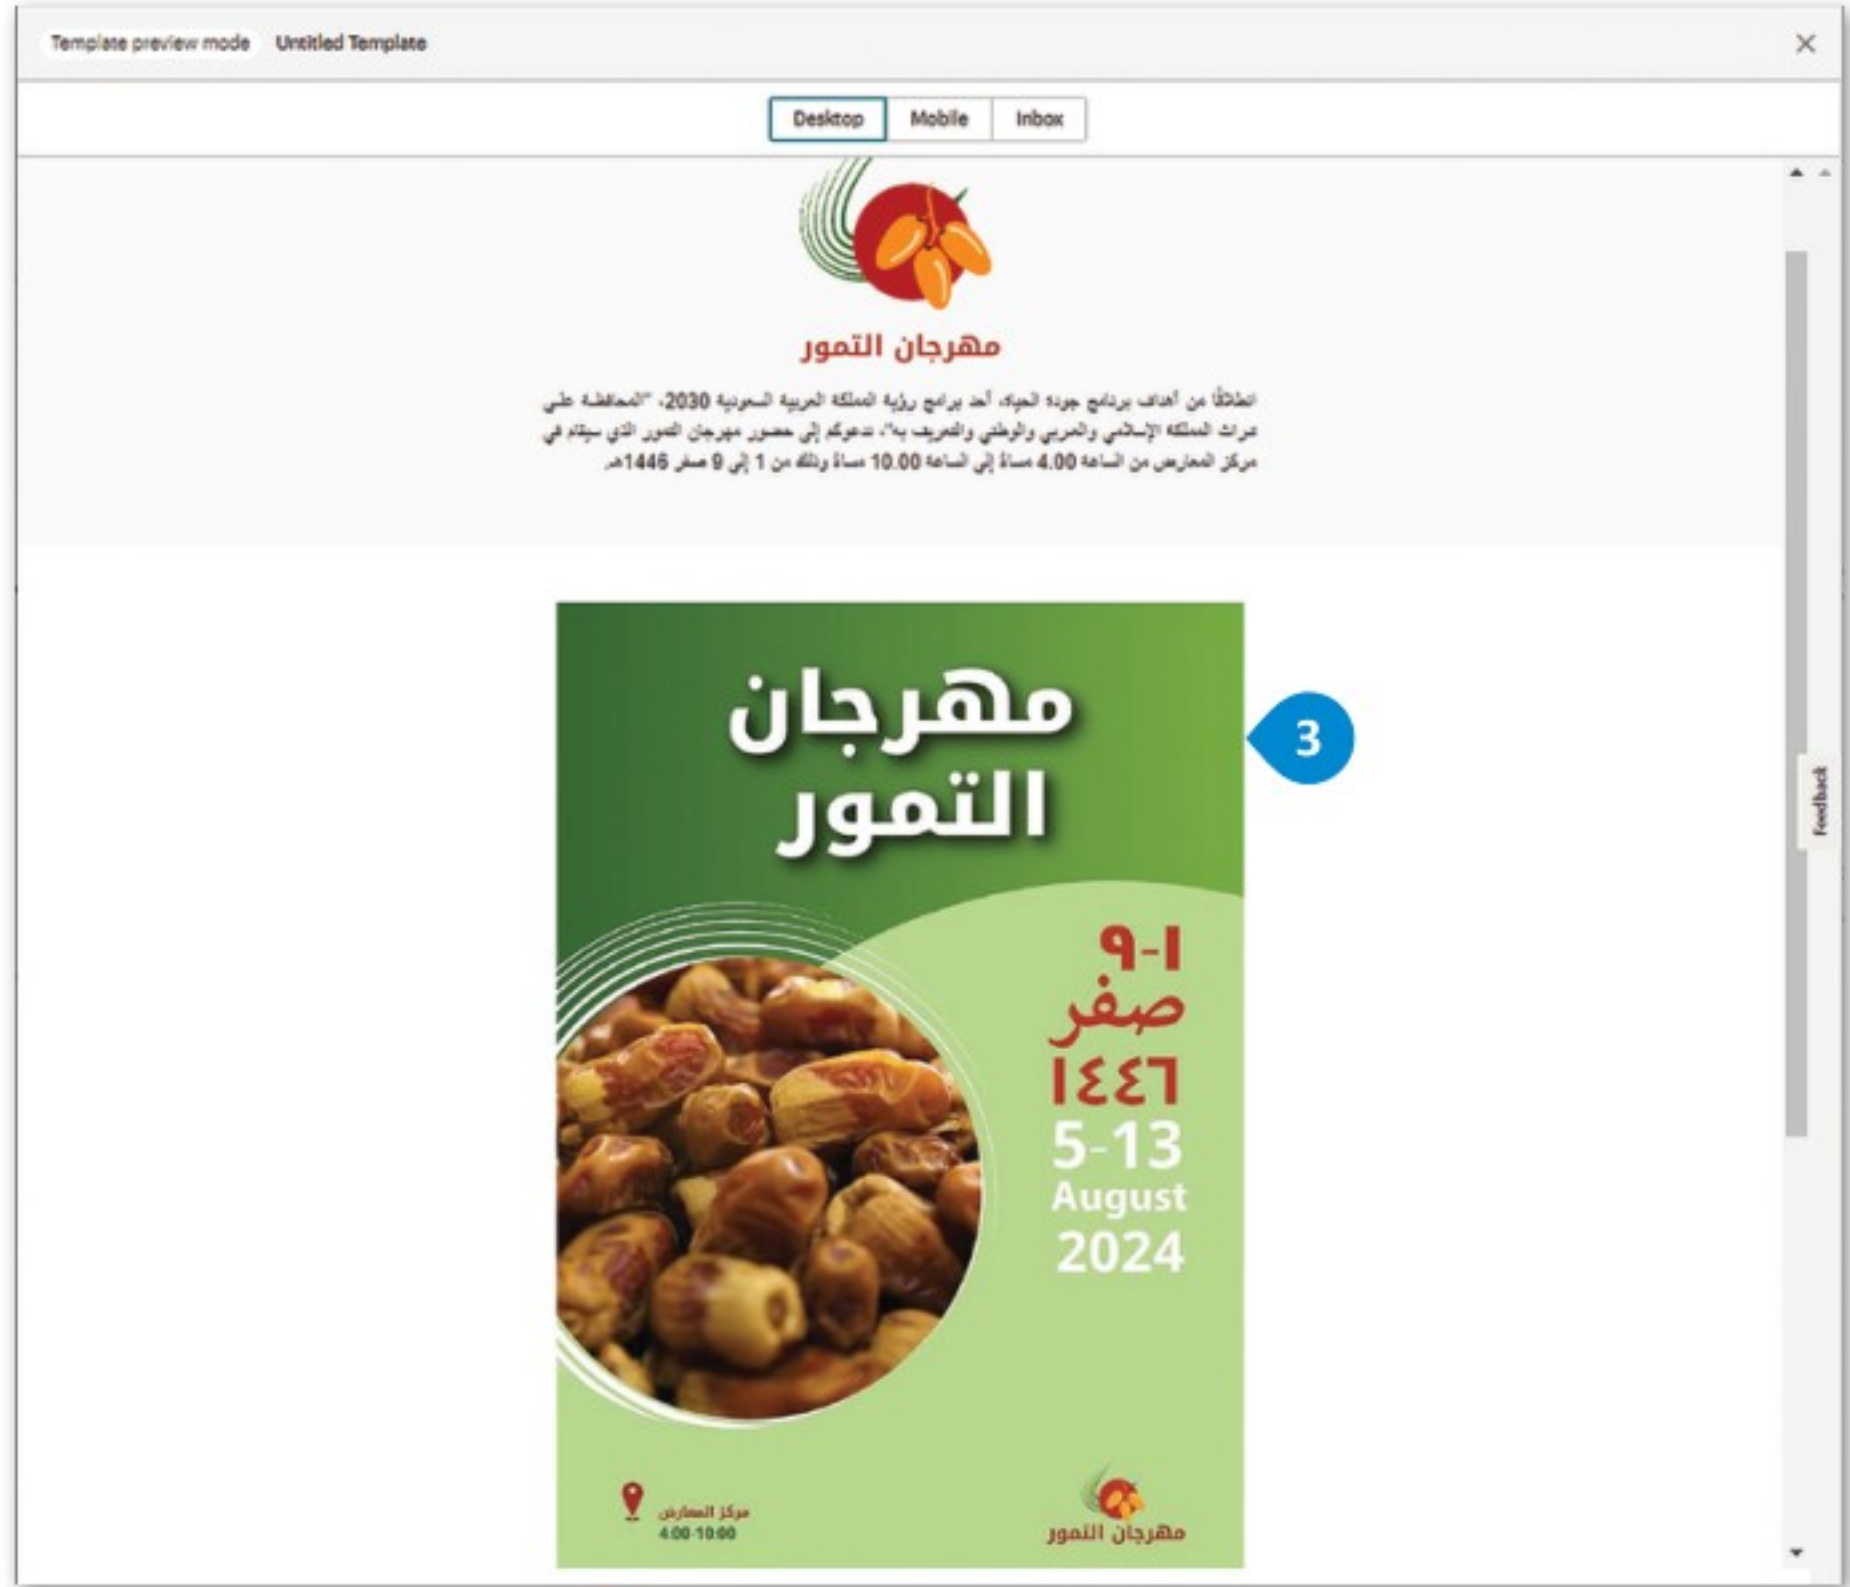 Template preview mode Untitled Template
Desktop Mobile Inbox
مهرجان التمور
انطلاقًا من أهداف برنامج جودة الحياة، أحد برامج رؤية المملكة العربية السعودية 2030، "المحافظة على
تراث المملكة الإسلامي والعربي والوطني والتعريف به"، ندعوكم إلى حضور مهرجان التمور الذي سيقام في
مركز المعارض من الساعة 4.00 مساءً إلى الساعة 10.00 مساءً وذلك من 1 إلى 9 صفر 1446هـ.
مهرجان
التمور
3
١-٩
صفر
١٤٤٦
5-13
August
2024
مركز المعارض
4:00-10:00
مهرجان التمور
Feedback